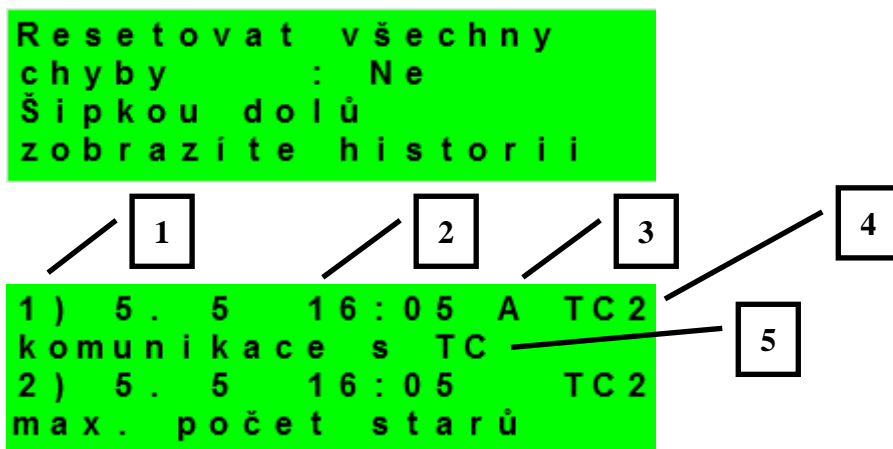 Resetovat všechny
chyby : Ne
Šipkou dolů
zobrazíte historii
1 2 3 4
1) 5. 5 16:05 A TC2
komunikace s TC
5
2) 5. 5 16:05 TC2
max. počet starů